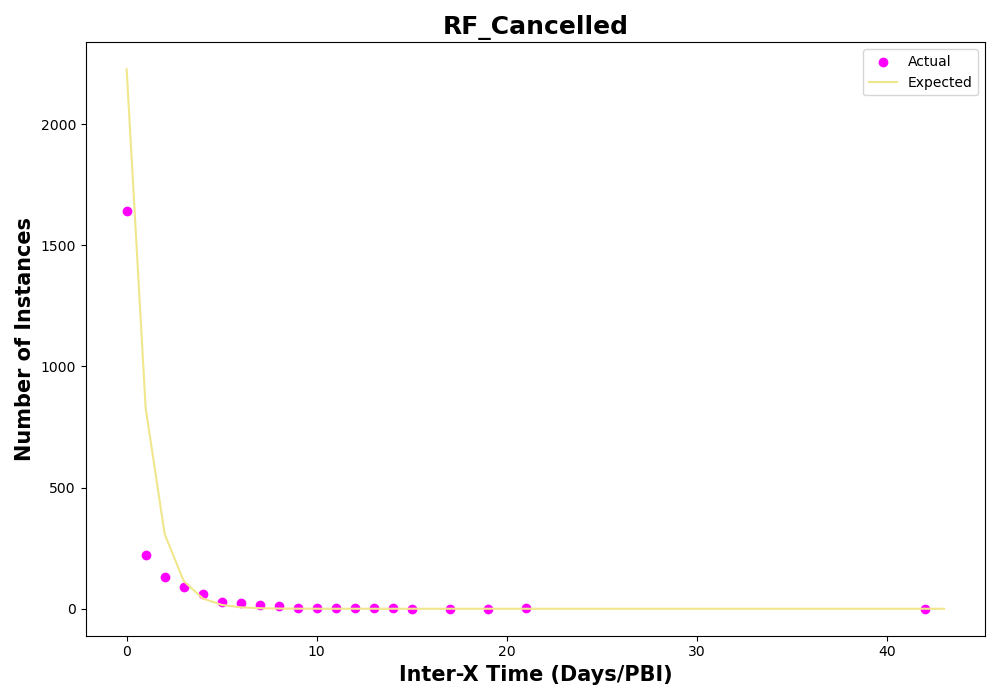 RF_Cancelled
Actual
Expected
2000
1500
1000
500
0
Number of Instances
0 10 20 30 40
Inter-X Time (Days/PBI)